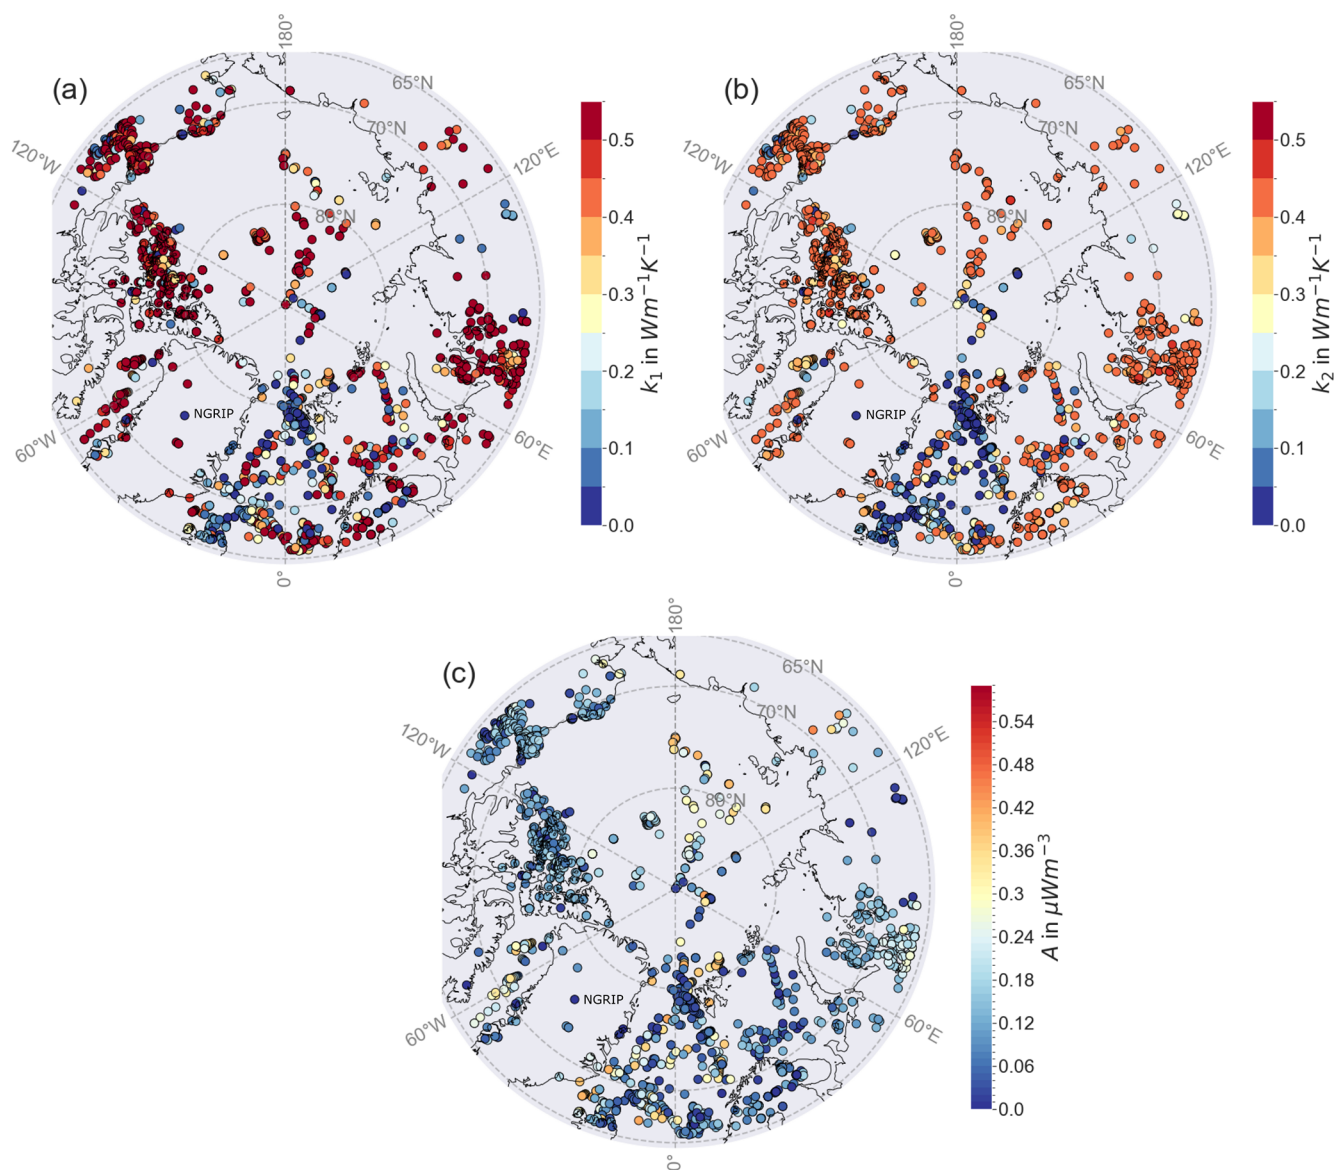 (a)
180°
65°N
70°N
80°N
120°W
120°E
60°W
60°E
0°
NGRIP
0.5
0.4
0.3
0.2
0.1
0.0
k₁ in Wm⁻¹K⁻¹
(b)
180°
65°N
70°N
80°N
120°W
120°E
60°W
60°E
0°
NGRIP
0.5
0.4
0.3
0.2
0.1
0.0
k₂ in Wm⁻¹K⁻¹
(c)
180°
65°N
70°N
80°N
120°W
120°E
60°W
60°E
0°
NGRIP
0.54
0.48
0.42
0.36
0.3
0.24
0.18
0.12
0.06
0.0
A in μWm⁻³